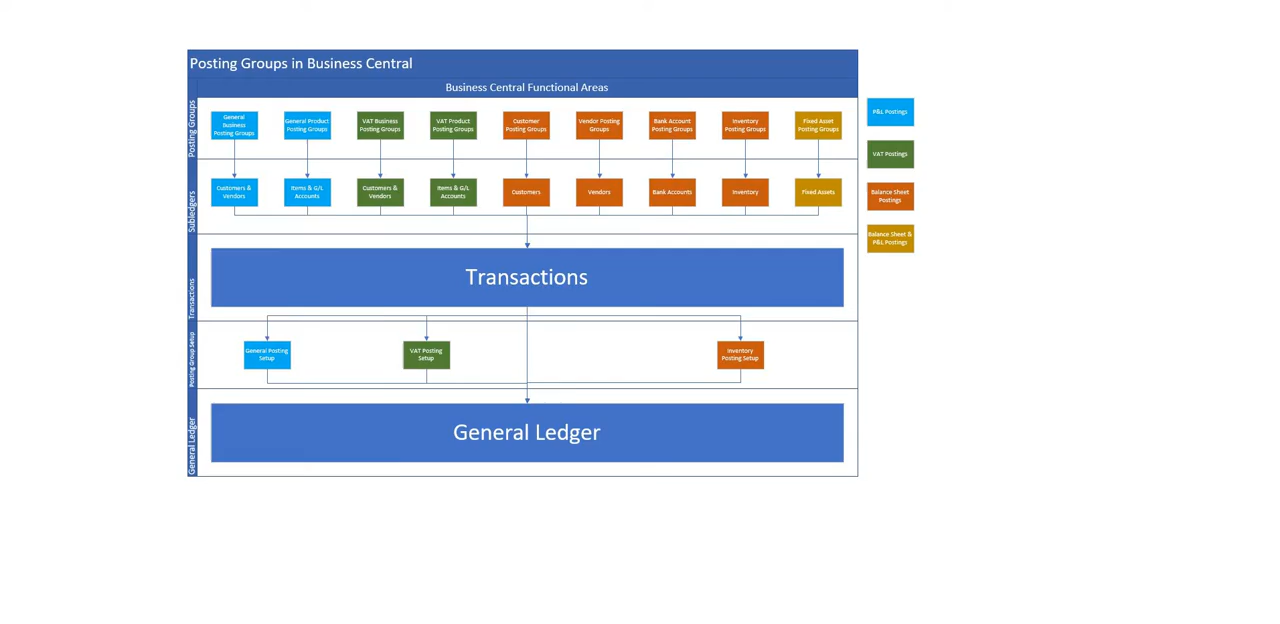 Posting Groups in Business Central
Business Central Functional Areas
Posting Groups
General
Business
Posting Groups
General Product
Posting Groups
VAT Business
Posting Groups
VAT Product
Posting Groups
Customer
Posting Groups
Vendor Posting
Groups
Bank Account
Posting Groups
Inventory
Posting Groups
Fixed Asset
Posting Groups
Subledgers
Customers &
Vendors
Items & G/L
Accounts
Customers &
Vendors
Items & G/L
Accounts
Customers
Vendors
Bank Accounts
Inventory
Fixed Assets
Transactions
Transactions
Posting Group Setup
General Posting
Setup
VAT Posting
Setup
Inventory
Posting Setup
General Ledger
General Ledger
P&L Postings
VAT Postings
Balance Sheet
Postings
Balance Sheet &
P&L Postings